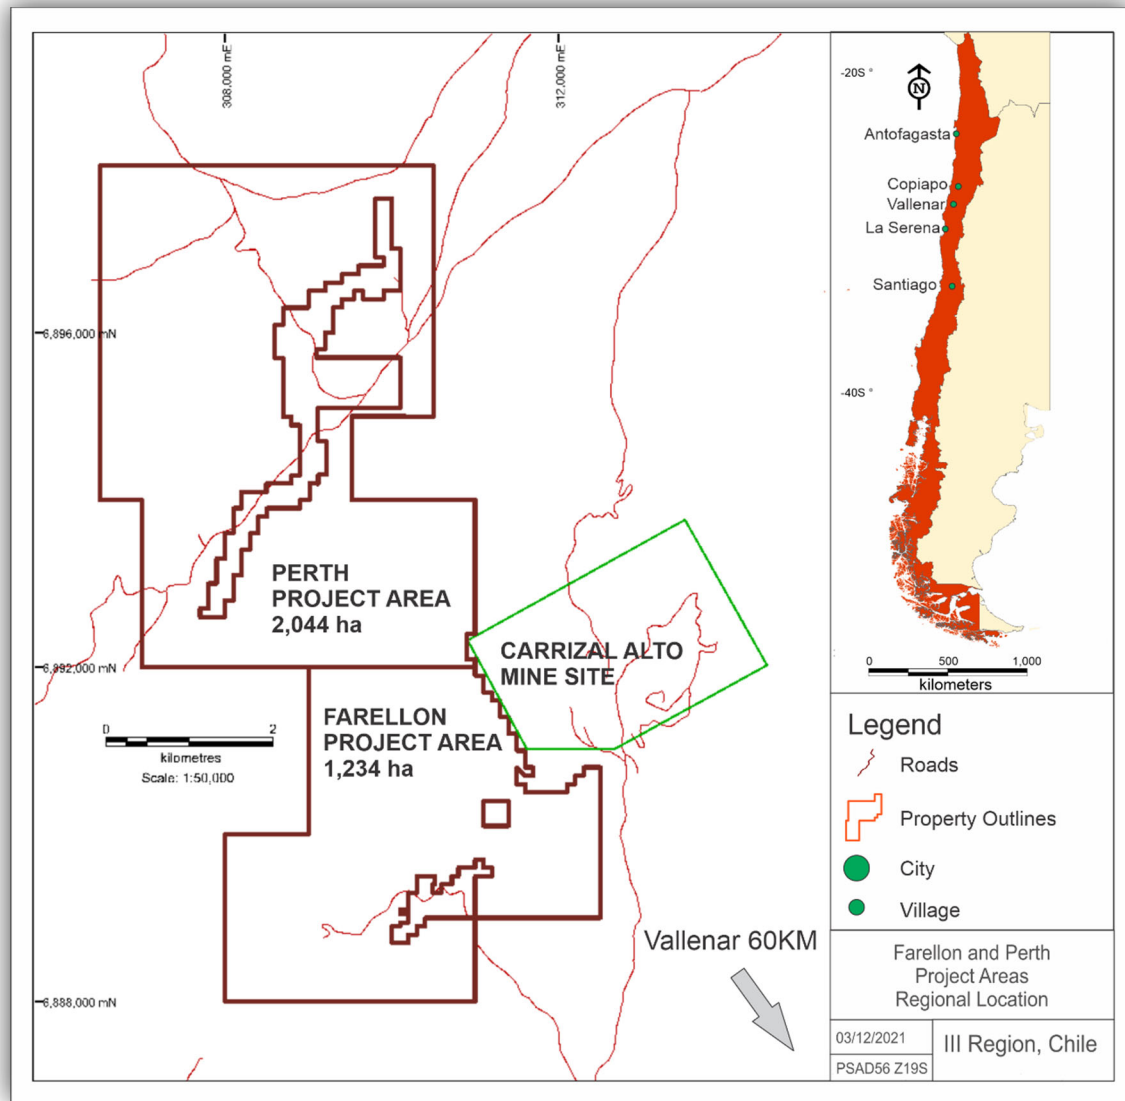 308,000 mE
312,000 mE
6,896,000 mN
6,892,000 mN
6,888,000 mN
PERTH
PROJECT AREA
2,044 ha
CARRIZAL ALTO
MINE SITE
FARELLON
PROJECT AREA
1,234 ha
0 2
kilometres
Scale: 1:50,000
Vallenar 60KM
-20S °
N
Antofagasta
Copiapo
Vallenar
La Serena
Santiago
-40S °
0 500 1,000
kilometers
Legend
Roads
Property Outlines
City
Village
Farellon and Perth
Project Areas
Regional Location
03/12/2021
PSAD56 Z19S
III Region, Chile